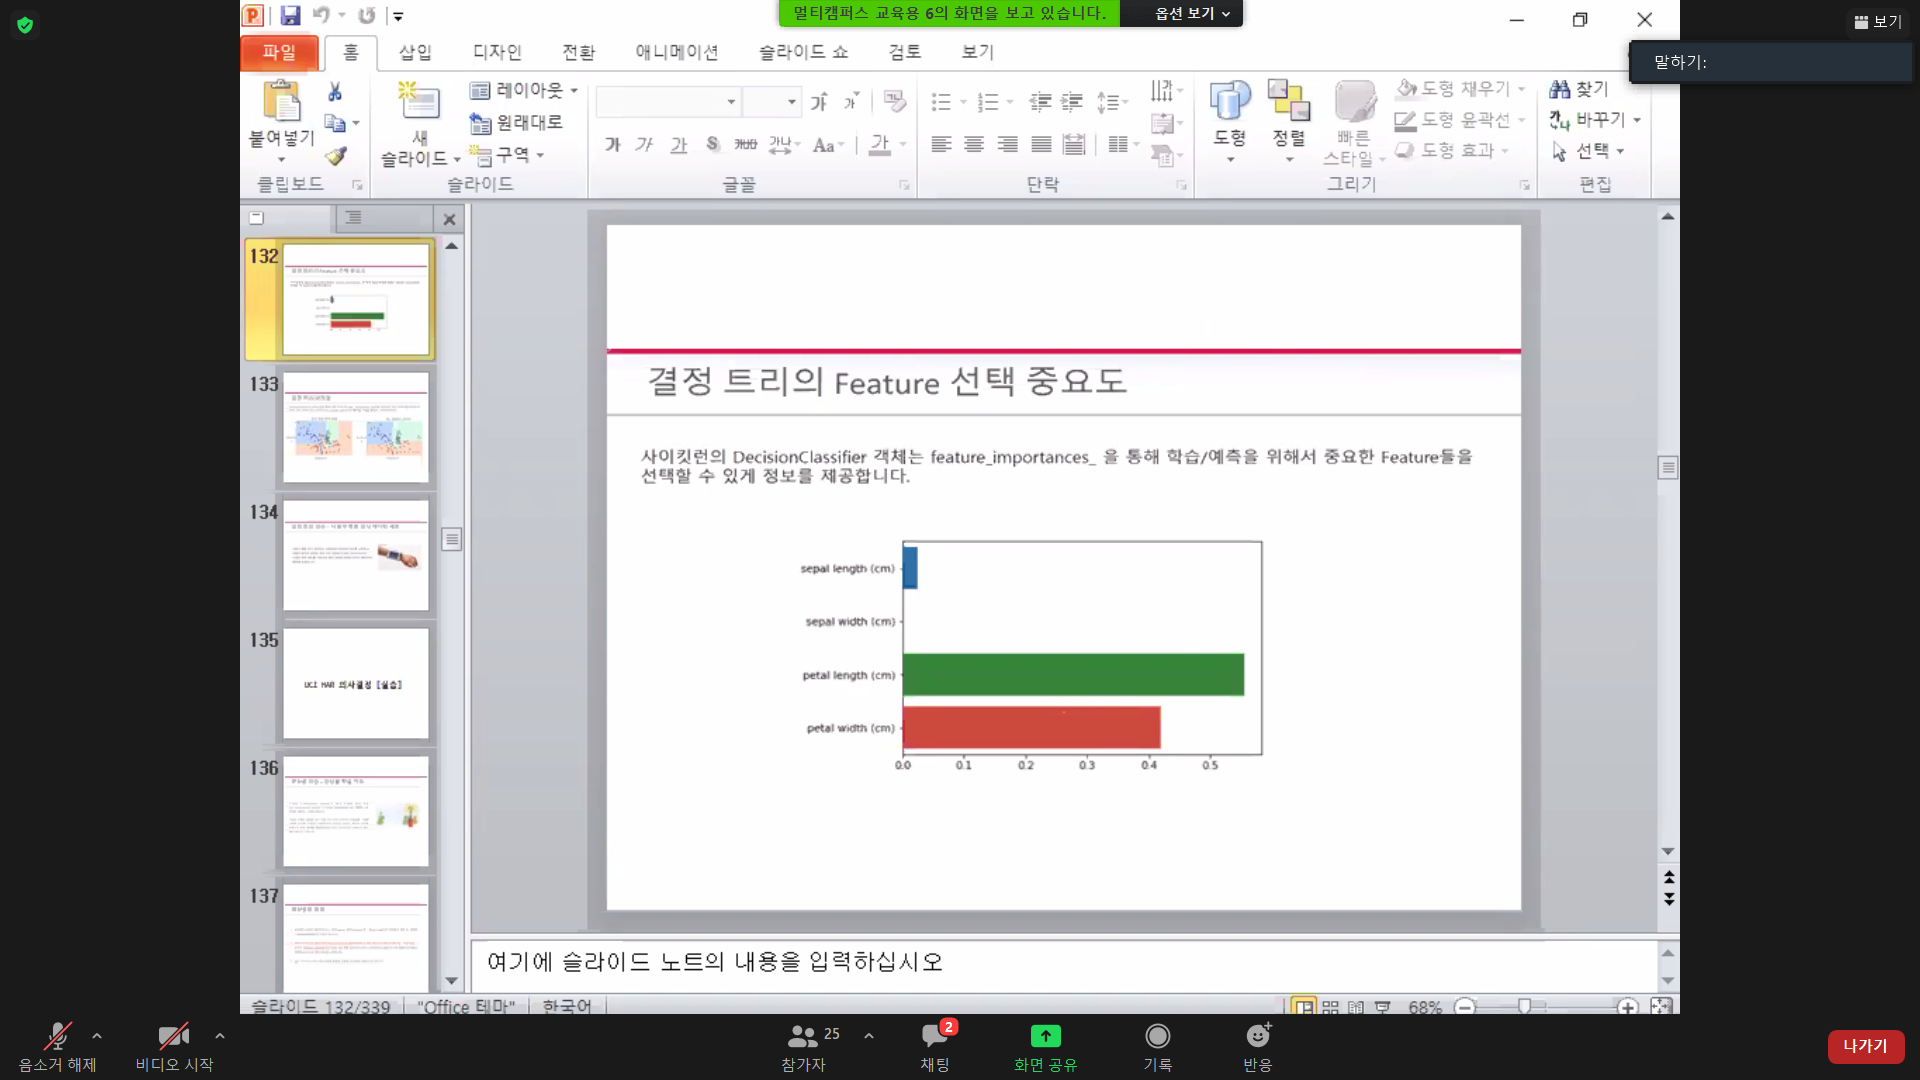 멀티캠퍼스 교육용 6의 화면을 보고 있습니다.
옵션 보기
보기
말하기:
파일
홈
삽입
디자인
전환
애니메이션
슬라이드 쇼
검토
보기
붙여넣기
새
슬라이드
레이아웃
원래대로
구역
가
가
가
S
가나
Aa
가
도형
정렬
빠른
스타일
도형 채우기
도형 윤곽선
도형 효과
찾기
바꾸기
선택
클립보드
슬라이드
글꼴
단락
그리기
편집
132
133
134
135
UCI HAR 의사결정 [실습]
136
137
결정 트리의 Feature 선택 중요도
사이킷런의 DecisionClassifier 객체는 feature_importances_ 을 통해 학습/예측을 위해서 중요한 Feature들을
선택할 수 있게 정보를 제공합니다.
sepal length (cm)
sepal width (cm)
petal length (cm)
petal width (cm)
0.0 0.1 0.2 0.3 0.4 0.5
여기에 슬라이드 노트의 내용을 입력하십시오
슬라이드 132/339
"Office 테마"
한국어
68%
음소거 해제
비디오 시작
25
참가자
2
채팅
화면 공유
기록
반응
나가기